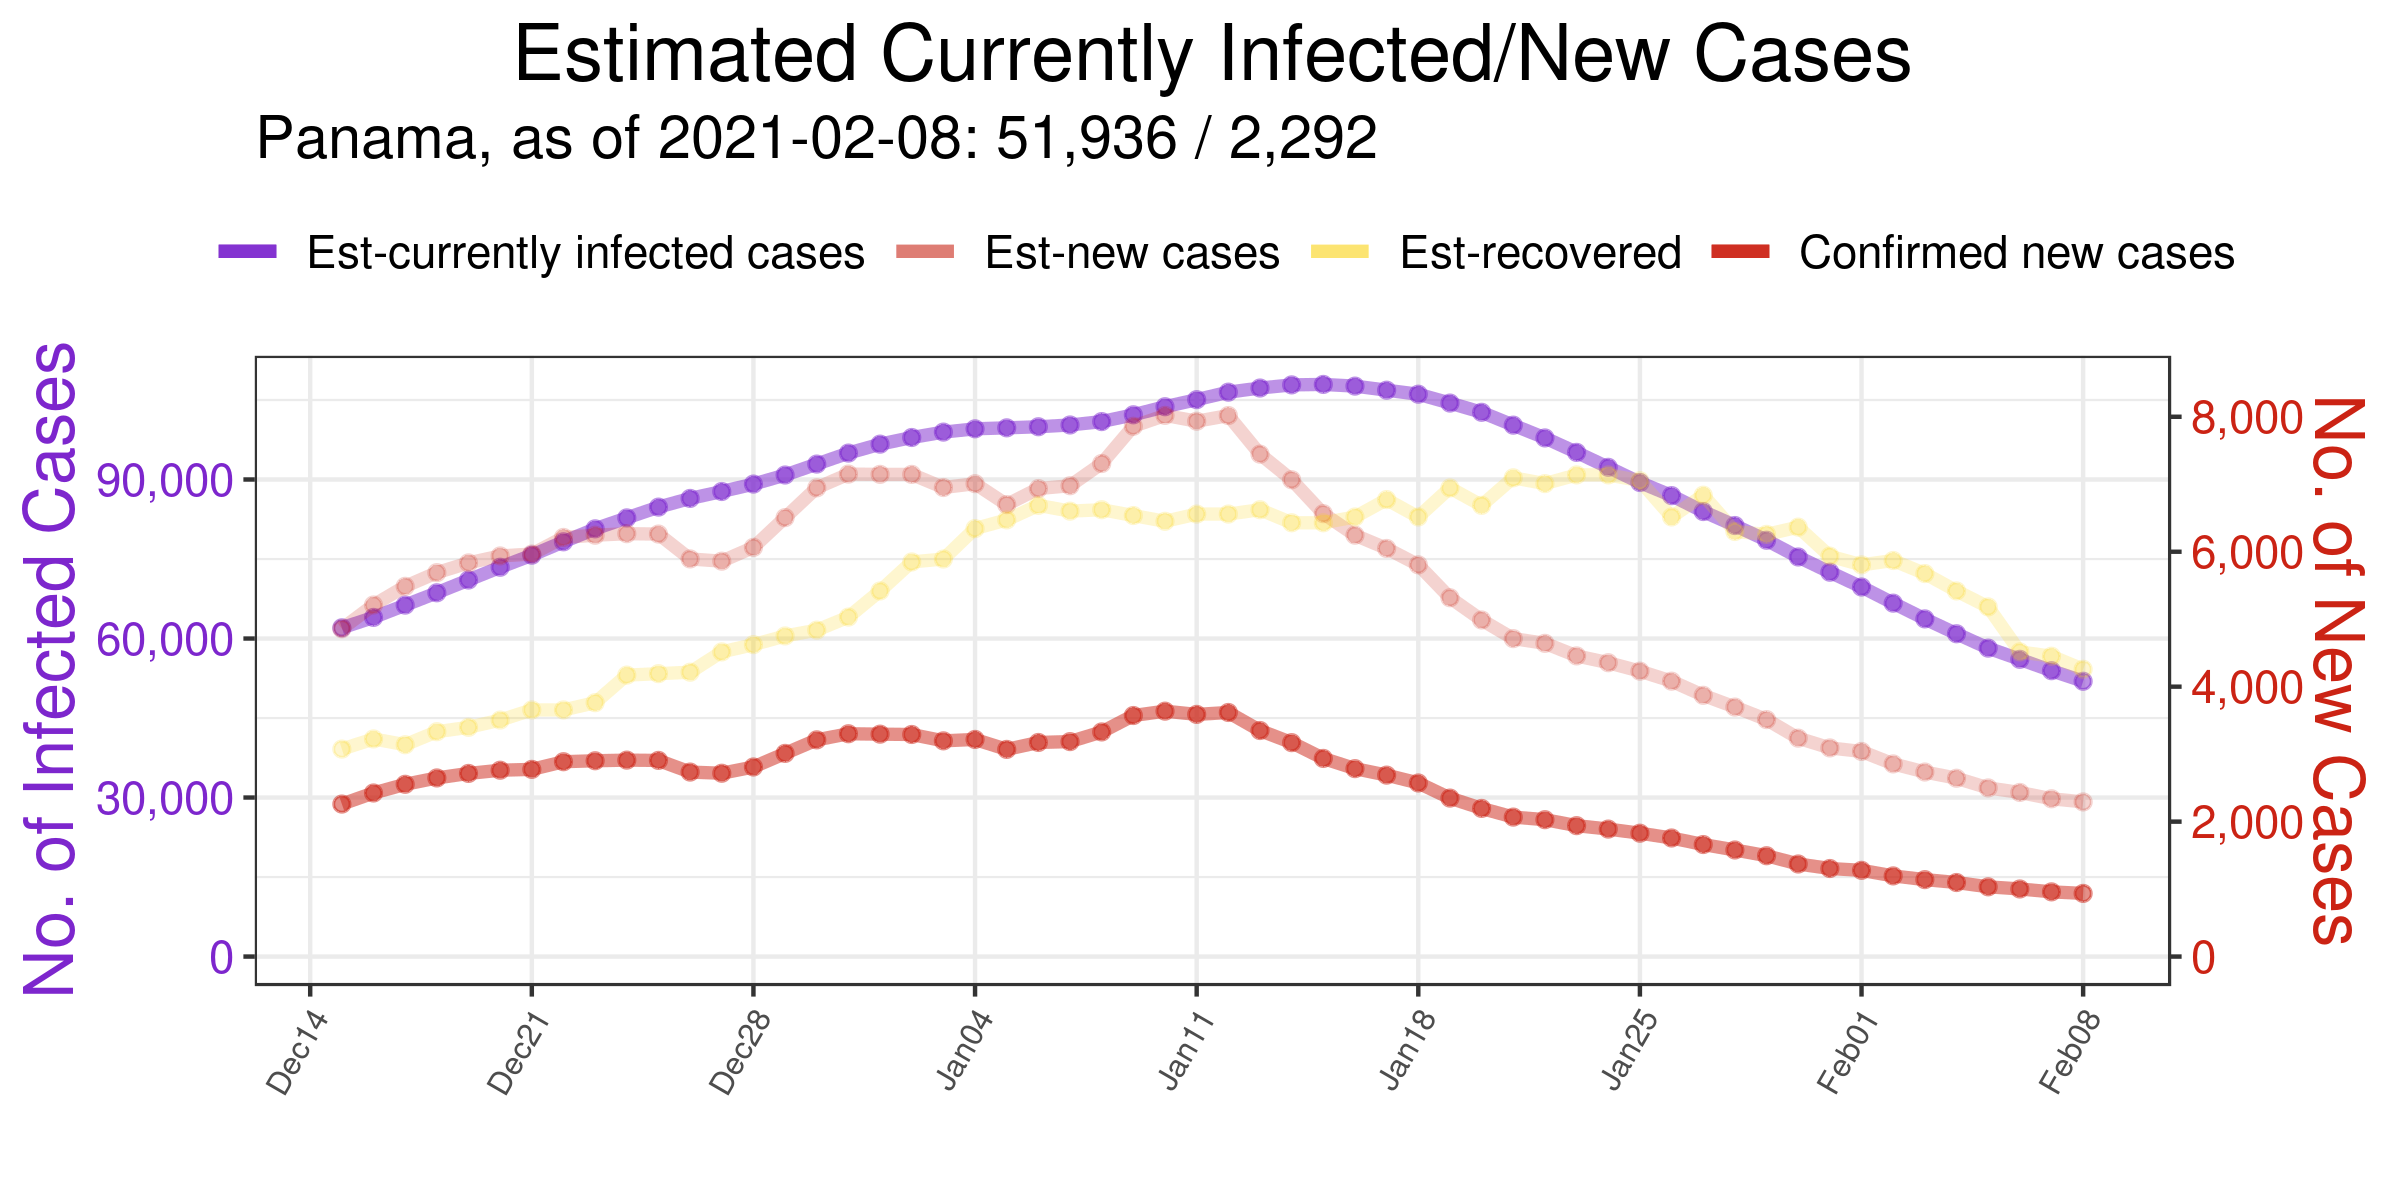 Estimated Currently Infected/New Cases
Panama, as of 2021-02-08: 51,936 / 2,292
Est-currently infected cases Est-new cases Est-recovered Confirmed new cases
No. of Infected Cases
90,000
60,000
30,000
0
8,000
6,000
4,000
2,000
0
No. of New Cases
Dec14 Dec21 Dec28 Jan04 Jan11 Jan18 Jan25 Feb01 Feb08